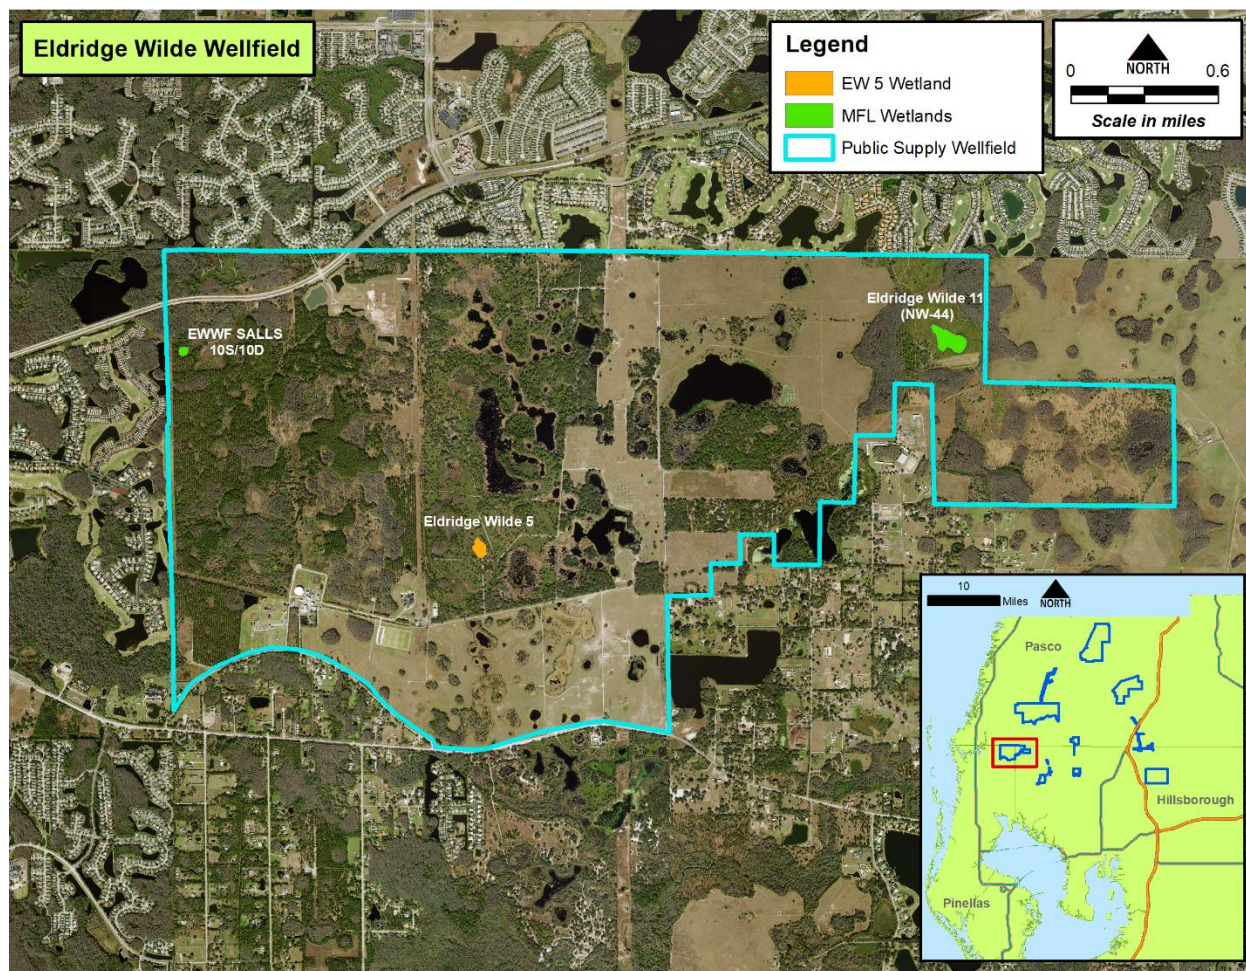 Eldridge Wilde Wellfield
Legend
EW 5 Wetland
MFL Wetlands
Public Supply Wellfield
NORTH
0 0.6
Scale in miles
Eldridge Wilde 11
(NW-44)
EWWF SALLS
10S/10D
Eldridge Wilde 5
10
Miles NORTH
Pasco
Hillsborough
Pinellas